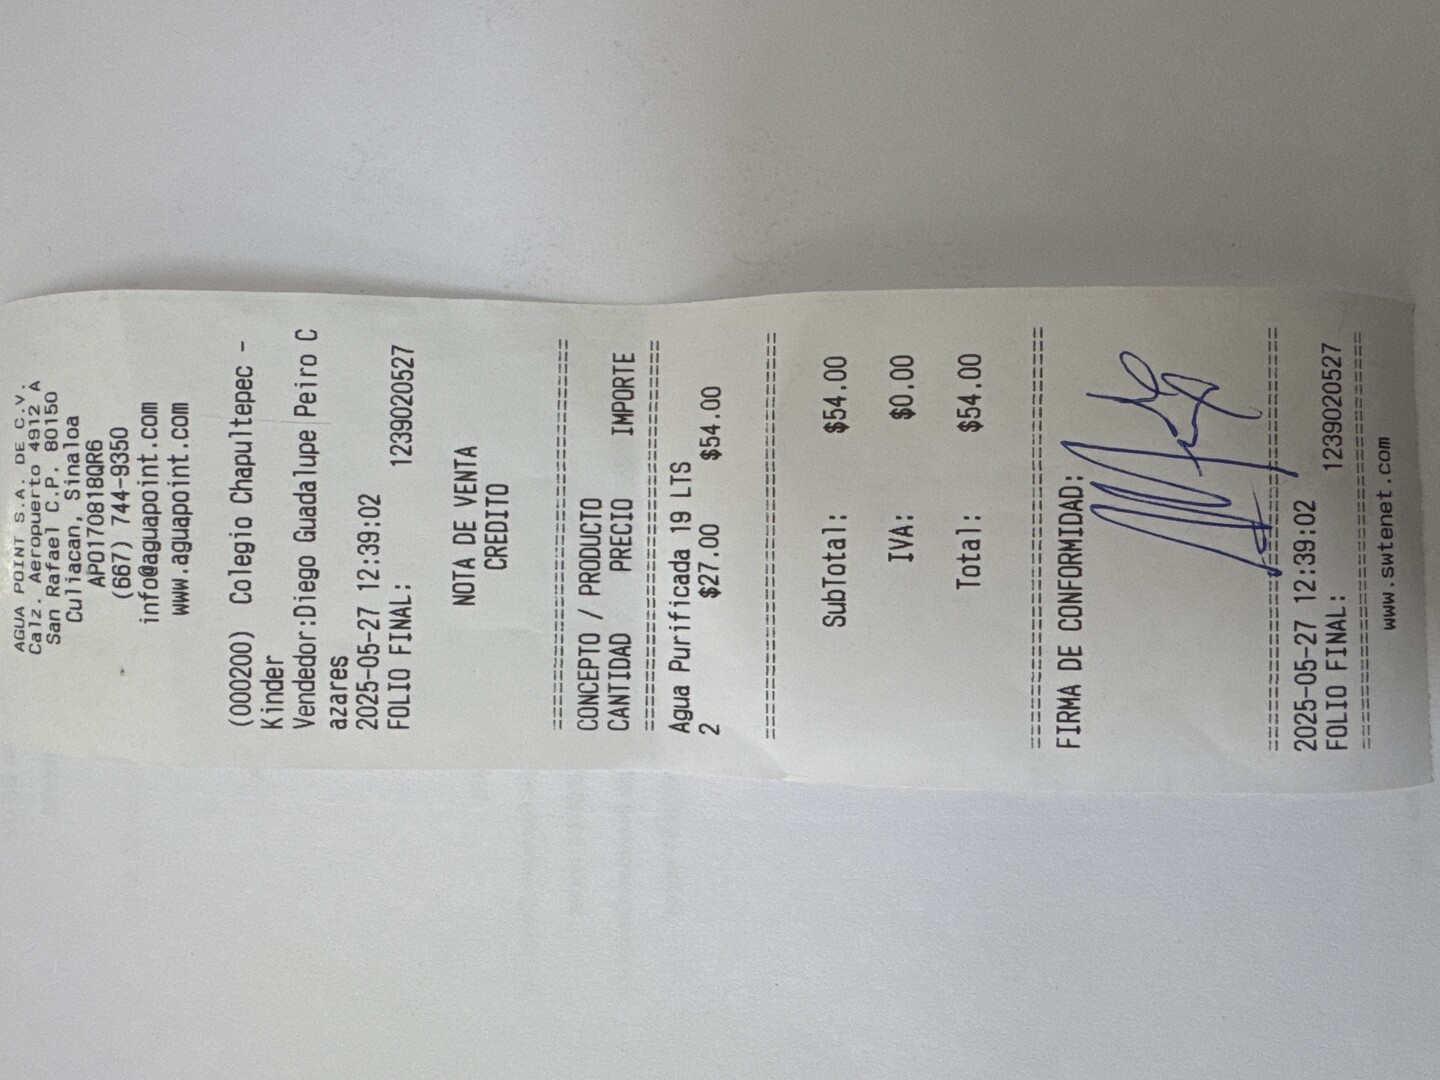 AGUA POINT S.A. DE C.V.
Calz. Aeropuerto 4912 A
San Rafael C.P. 80150
Culiacan, Sinaloa
APO170818QR6
(667) 744-9350
info@aguapoint.com
www.aguapoint.com
(000200) Colegio Chapultepec -
Kinder
Vendedor:Diego Guadalupe Peiro C
azares
2025-05-27 12:39:02
FOLIO FINAL: 1239020527
NOTA DE VENTA
CREDITO
================================
CONCEPTO / PRODUCTO
CANTIDAD PRECIO IMPORTE
================================
Agua Purificada 19 LTS
2 $27.00 $54.00
================================
SubTotal: $54.00
IVA: $0.00
Total: $54.00
================================
FIRMA DE CONFORMIDAD:
================================
2025-05-27 12:39:02
FOLIO FINAL: 1239020527
================================
www.swtenet.com